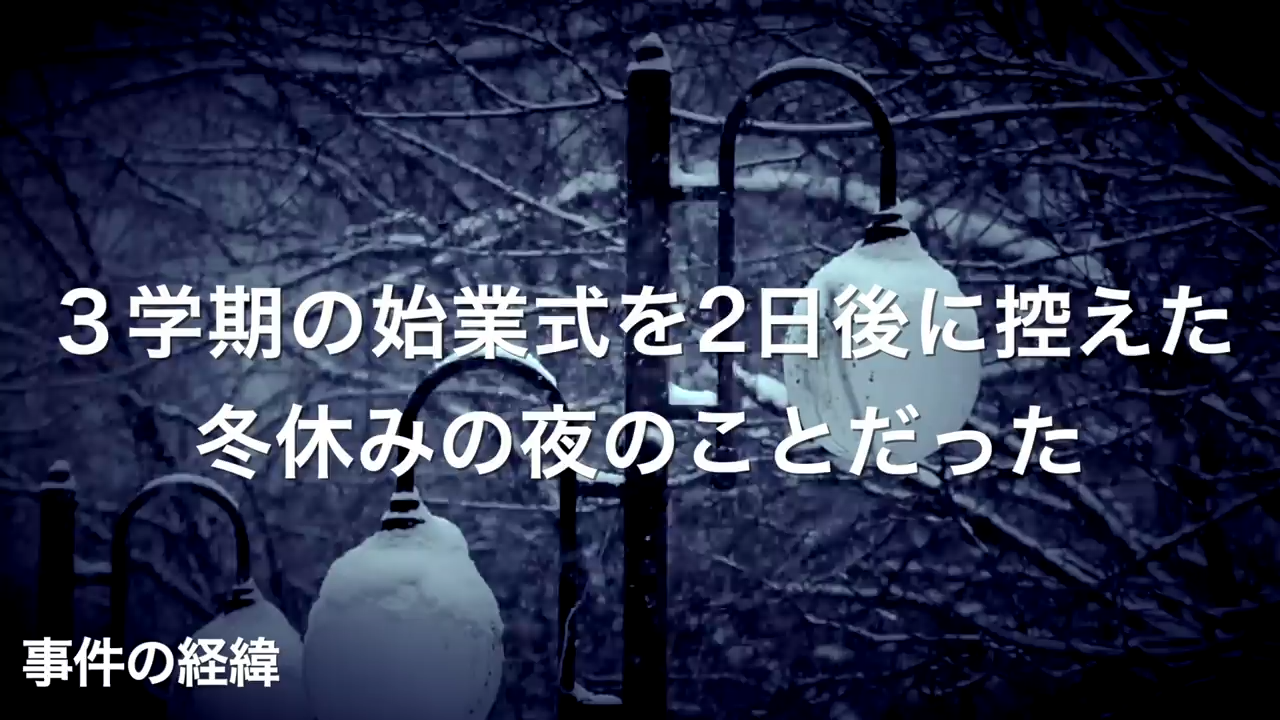 ３学期の始業式を2日後に控えた
冬休みの夜のことだった
事件の経緯